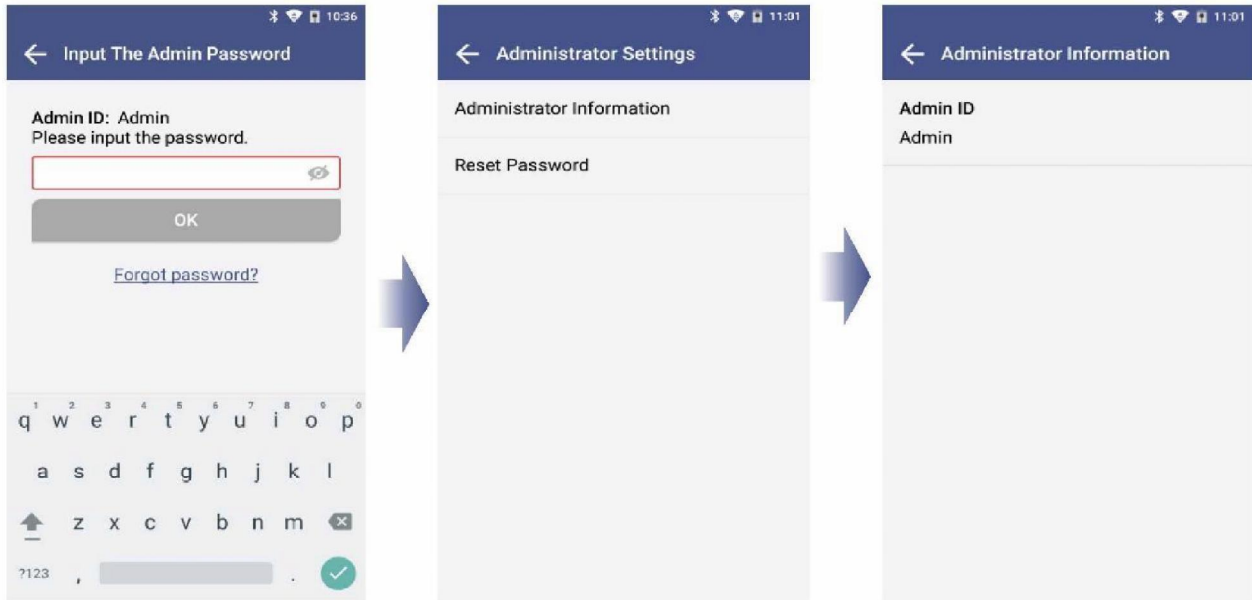 10:36
Input The Admin Password
Admin ID: Admin
Please input the password.
OK
Forgot password?
1 2 3 4 5 6 7 8 9 0
q w e r t y u i o p
a s d f g h j k l
z x c v b n m
?123 , .
11:01
Administrator Settings
Administrator Information
Reset Password
11:01
Administrator Information
Admin ID
Admin